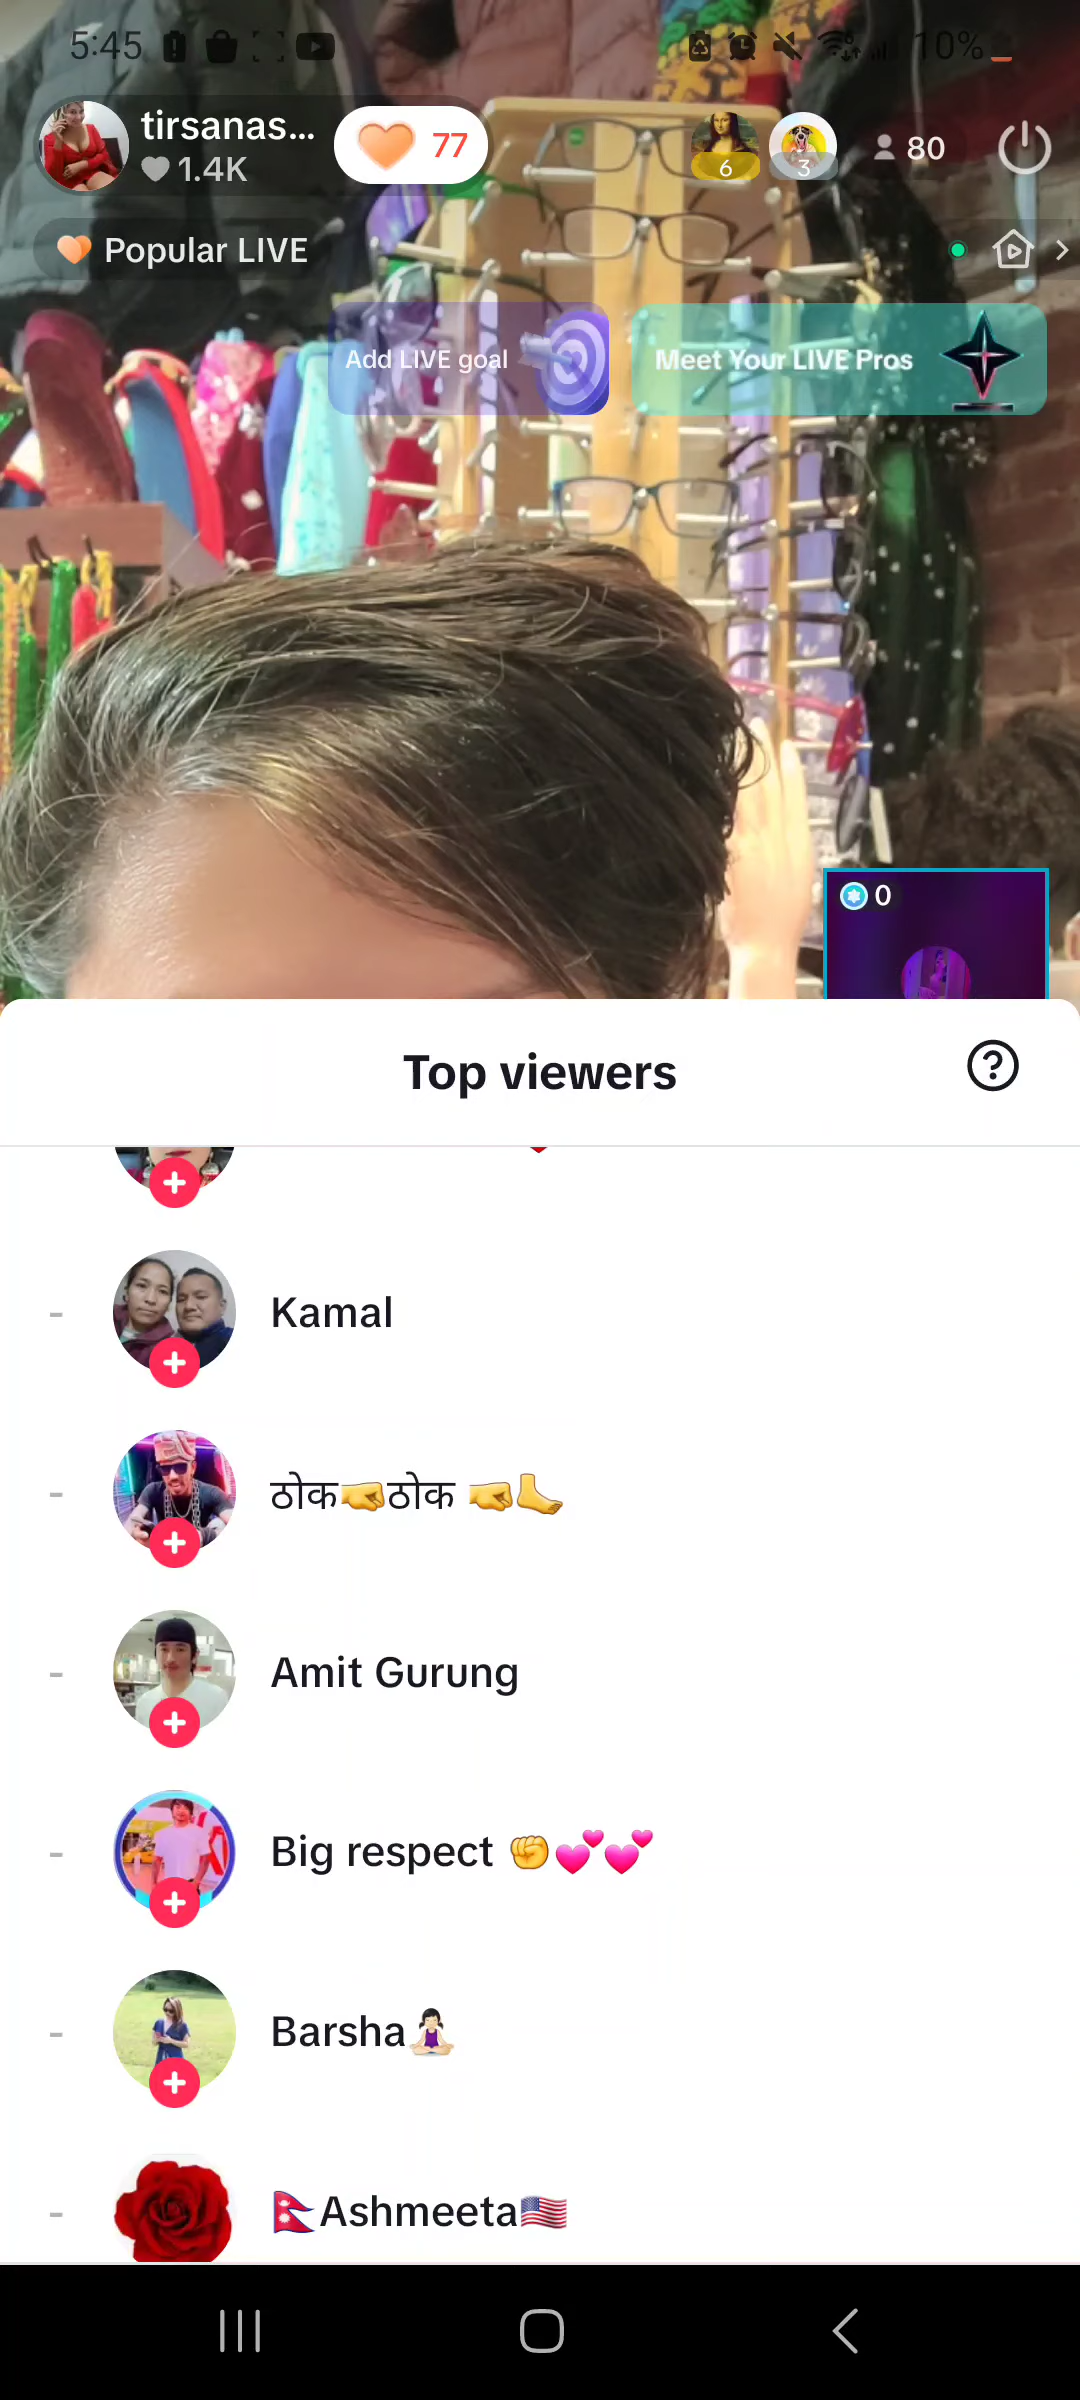 5:45
10%
tirsanas...
1.4K
77
6
3
80
Popular LIVE
Add LIVE goal
Meet Your LIVE Pros
0
Top viewers
- Kamal
- ठोक🤜ठोक 🤜🦶
- Amit Gurung
- Big respect ✊💕💕
- Barsha🧘🏻‍♀️
- 🇳🇵Ashmeeta🇺🇸